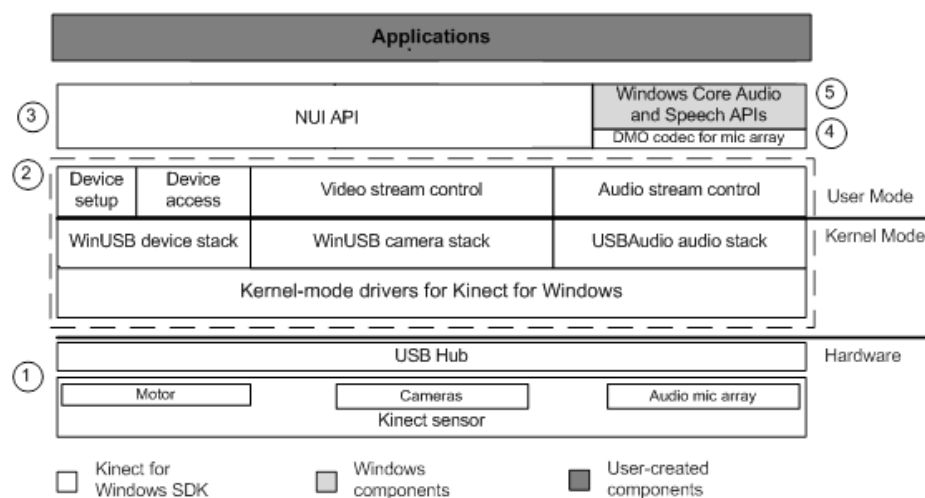 Applications
3
NUI API
Windows Core Audio
and Speech APIs
5
DMO codec for mic array
4
2
Device
setup
Device
access
Video stream control
Audio stream control
User Mode
WinUSB device stack
WinUSB camera stack
USBAudio audio stack
Kernel Mode
Kernel-mode drivers for Kinect for Windows
USB Hub
Hardware
1
Motor
Cameras
Audio mic array
Kinect sensor
Kinect for
Windows SDK
Windows
components
User-created
components